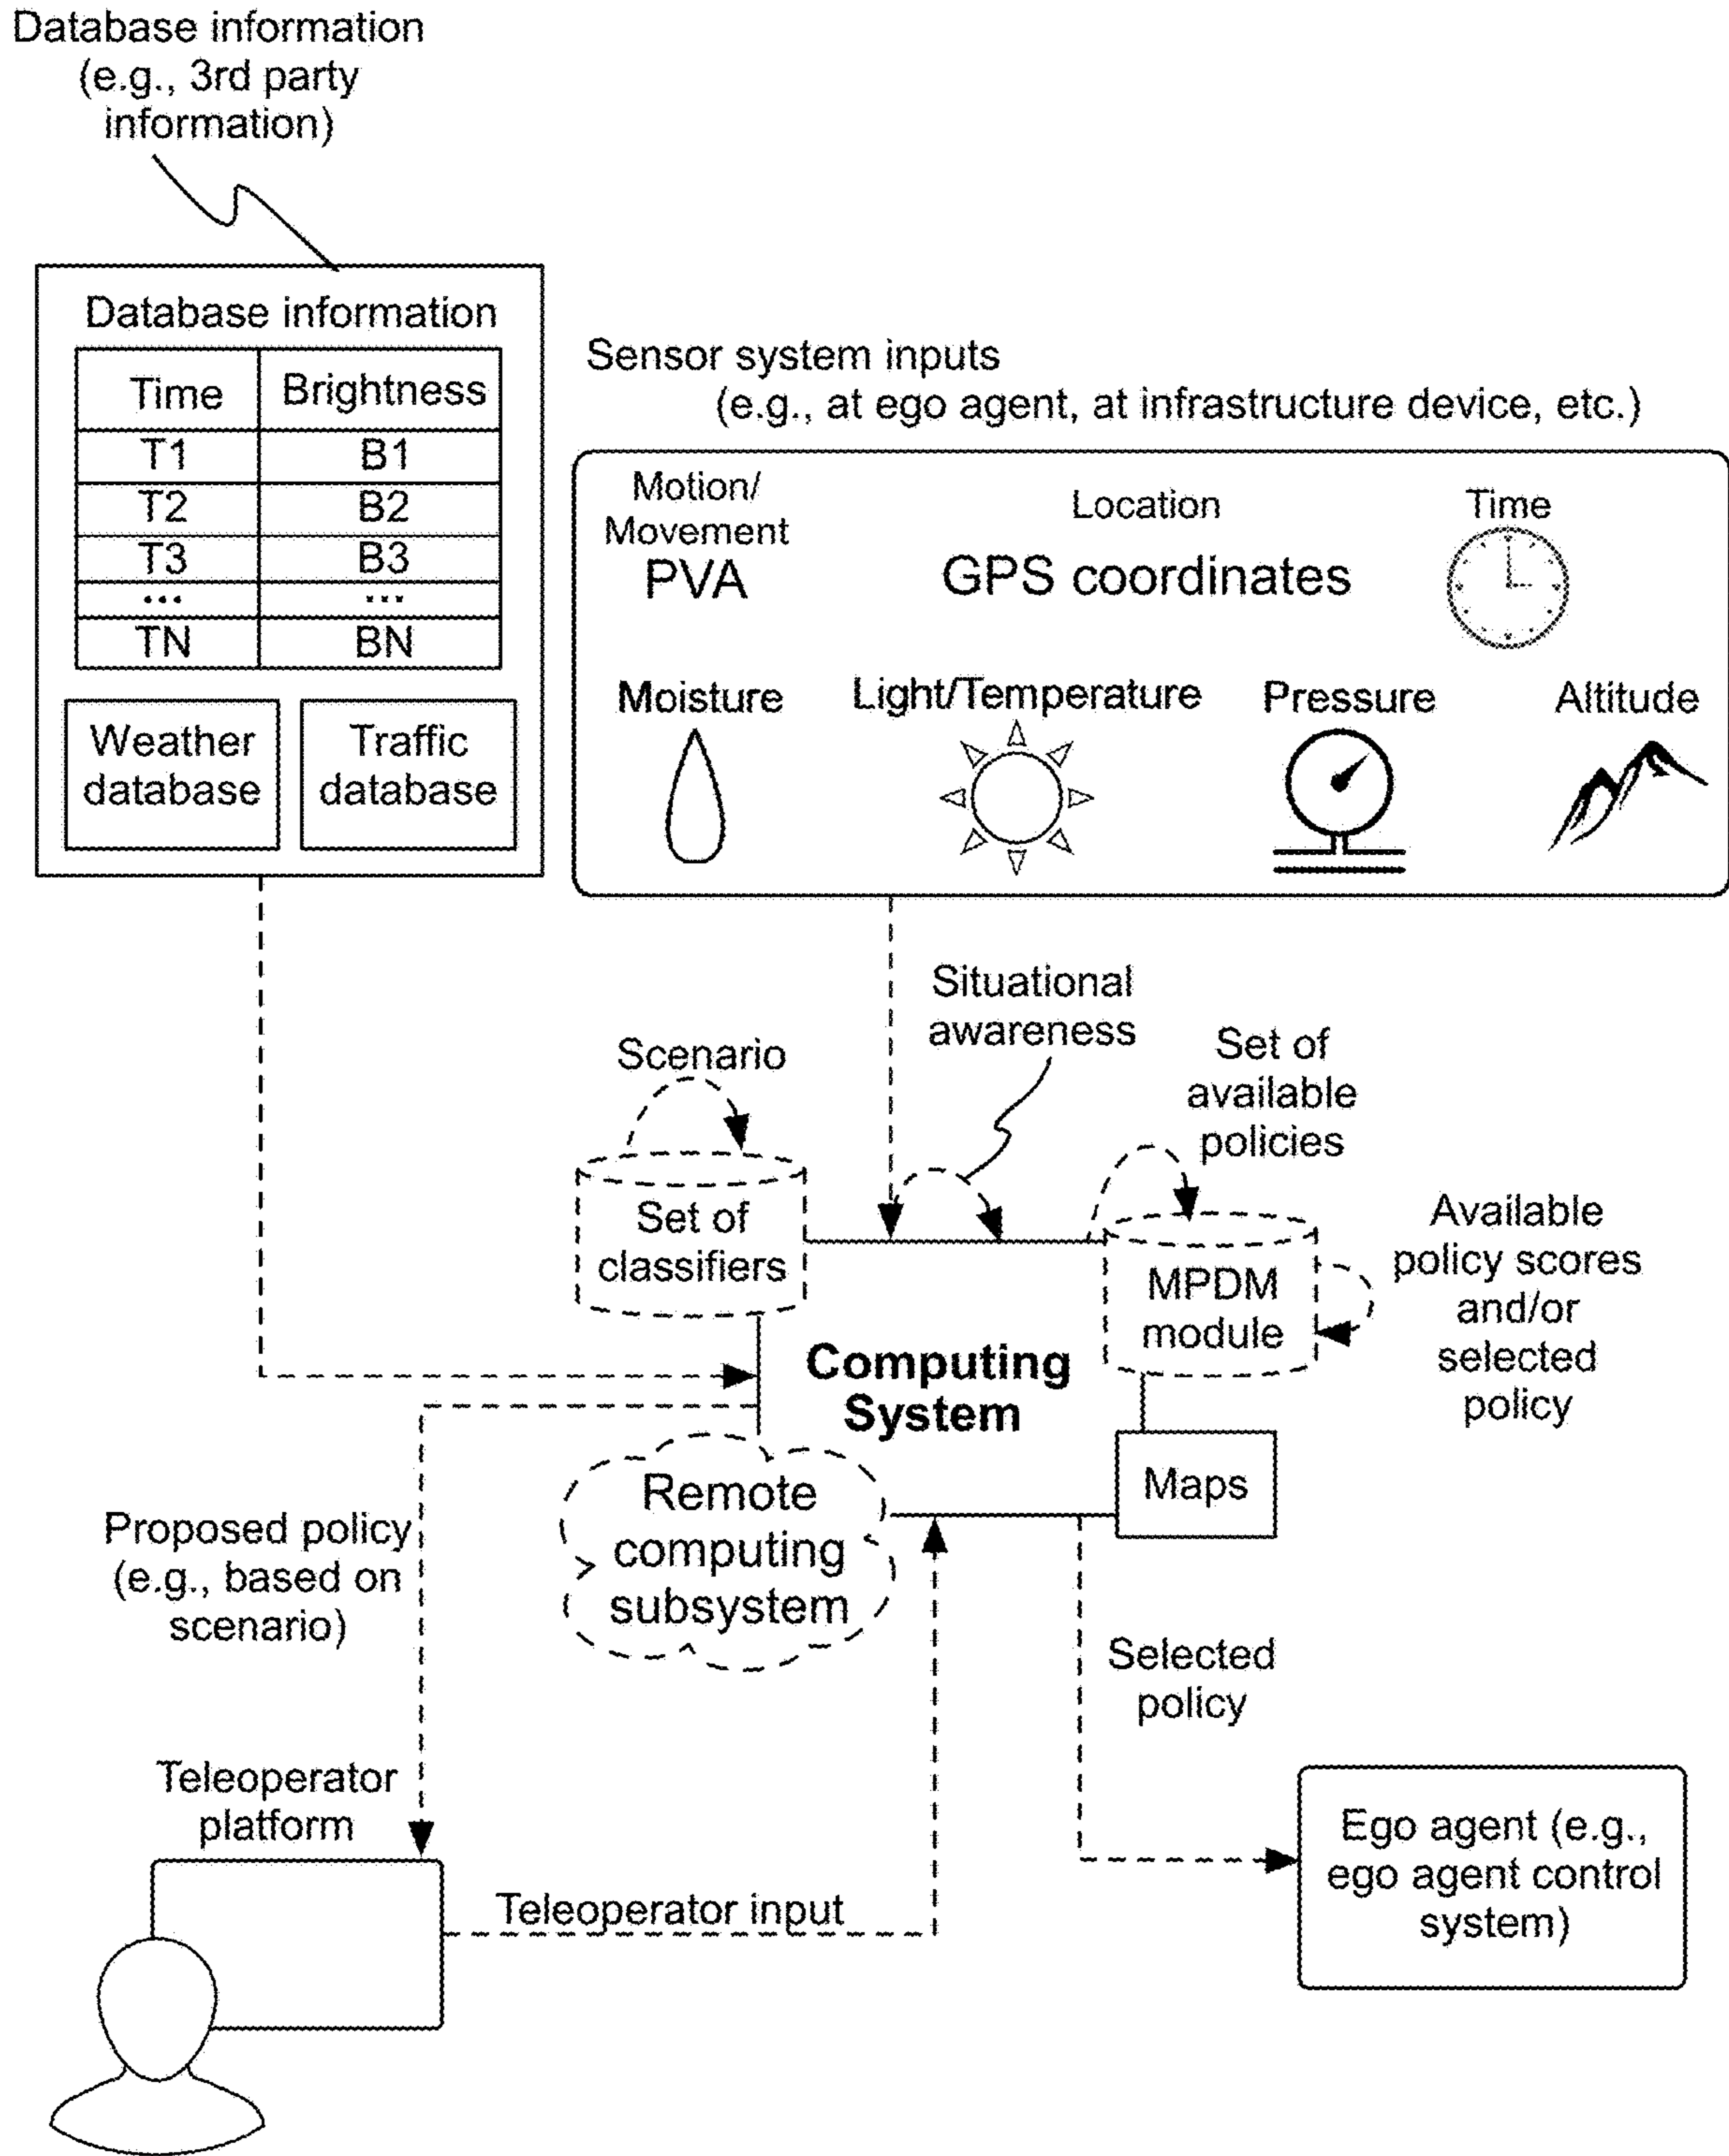 Database information
(e.g., 3rd party
information)
Database information
Time Brightness
T1 B1
T2 B2
T3 B3
... ...
TN BN
Weather
database
Traffic
database
Sensor system inputs
(e.g., at ego agent, at infrastructure device, etc.)
Motion/
Movement
PVA
Location
GPS coordinates
Time
Moisture
Light/Temperature
Pressure
Altitude
Situational
awareness
Scenario
Set of
available
policies
Set of
classifiers
MPDM
module
Available
policy scores
and/or
selected
policy
Computing
System
Remote
computing
subsystem
Maps
Proposed policy
(e.g., based on
scenario)
Selected
policy
Teleoperator
platform
Teleoperator input
Ego agent (e.g.,
ego agent control
system)